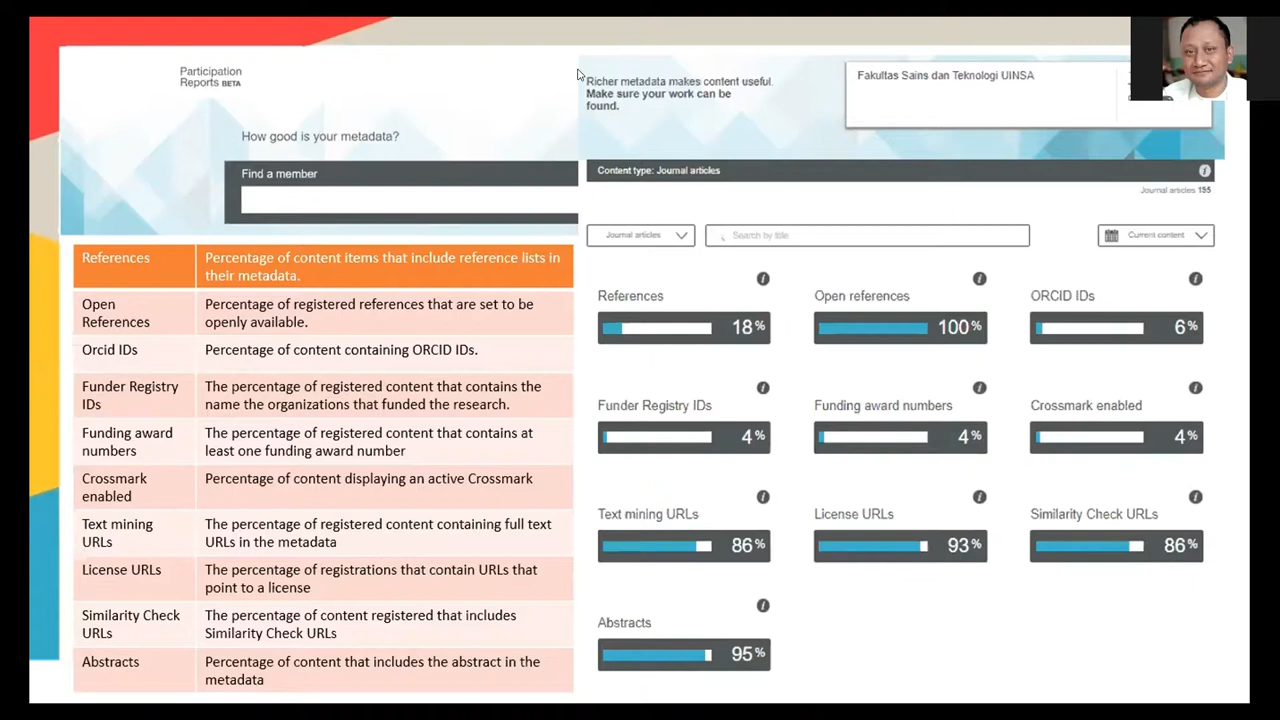 Participation
Reports BETA
How good is your metadata?
Find a member
References
Percentage of content items that include reference lists in
their metadata.
Open
References
Percentage of registered references that are set to be
openly available.
Orcid IDs
Percentage of content containing ORCID IDs.
Funder Registry
IDs
The percentage of registered content that contains the
name the organizations that funded the research.
Funding award
numbers
The percentage of registered content that contains at
least one funding award number
Crossmark
enabled
Percentage of content displaying an active Crossmark
Text mining
URLs
The percentage of registered content containing full text
URLs in the metadata
License URLs
The percentage of registrations that contain URLs that
point to a license
Similarity Check
URLs
The percentage of content registered that includes
Similarity Check URLs
Abstracts
Percentage of content that includes the abstract in the
metadata
Richer metadata makes content useful.
Make sure your work can be
found.
Fakultas Sains dan Teknologi UINSA
Content type: Journal articles
Journal articles 155
Journal articles
Search by title
Current content
References
18 %
Open references
100 %
ORCID IDs
6 %
Funder Registry IDs
4 %
Funding award numbers
4 %
Crossmark enabled
4 %
Text mining URLs
86 %
License URLs
93 %
Similarity Check URLs
86 %
Abstracts
95 %